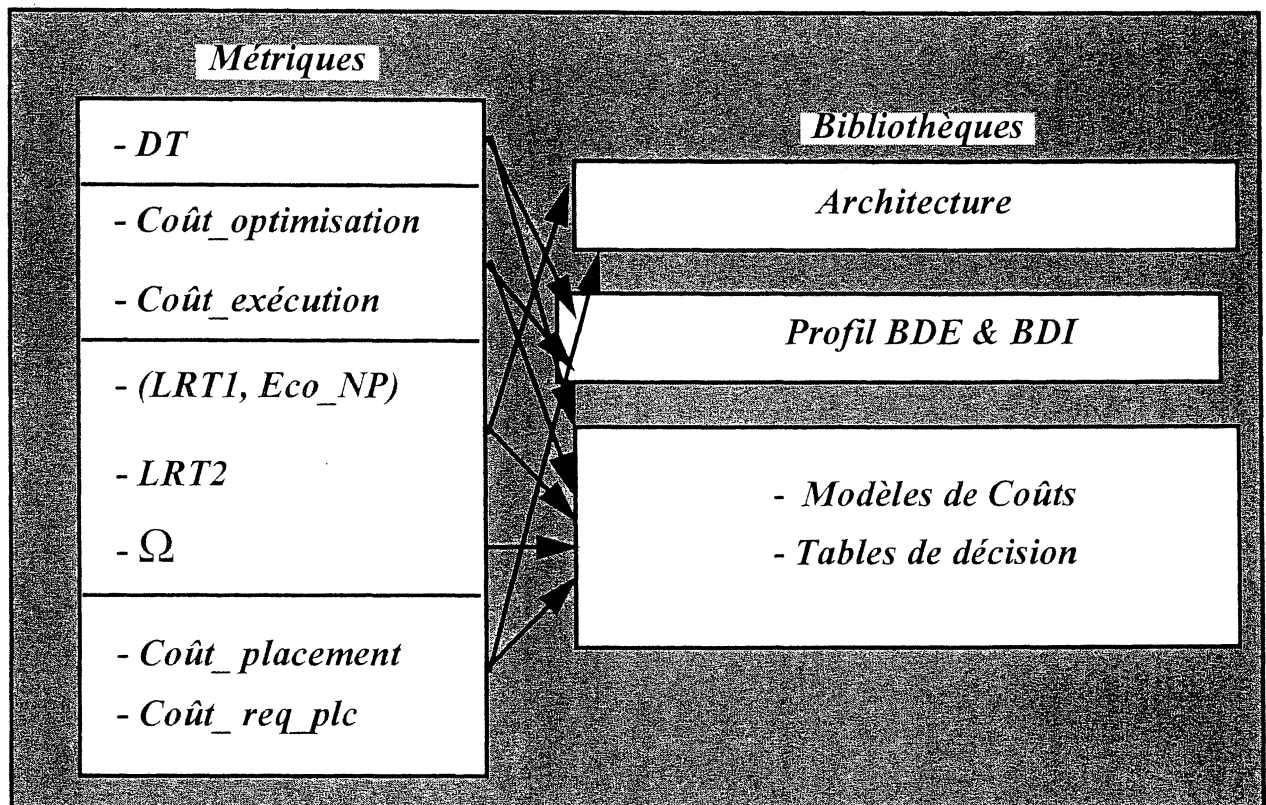 Métriques
- DT
- Coût_optimisation
- Coût_exécution
- (LRT1, Eco_NP)
- LRT2
- Ω
- Coût_ placement
- Coût_ req_plc
Bibliothèques
Architecture
Profil BDE & BDI
- Modèles de Coûts
- Tables de décision